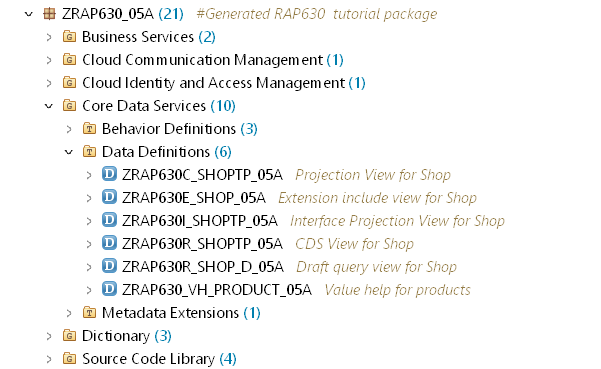 ZRAP630_05A (21) #Generated RAP630 tutorial package
Business Services (2)
Cloud Communication Management (1)
Cloud Identity and Access Management (1)
Core Data Services (10)
Behavior Definitions (3)
Data Definitions (6)
ZRAP630C_SHOPTP_05A Projection View for Shop
ZRAP630E_SHOP_05A Extension include view for Shop
ZRAP630I_SHOPTP_05A Interface Projection View for Shop
ZRAP630R_SHOPTP_05A CDS View for Shop
ZRAP630R_SHOP_D_05A Draft query view for Shop
ZRAP630_VH_PRODUCT_05A Value help for products
Metadata Extensions (1)
Dictionary (3)
Source Code Library (4)